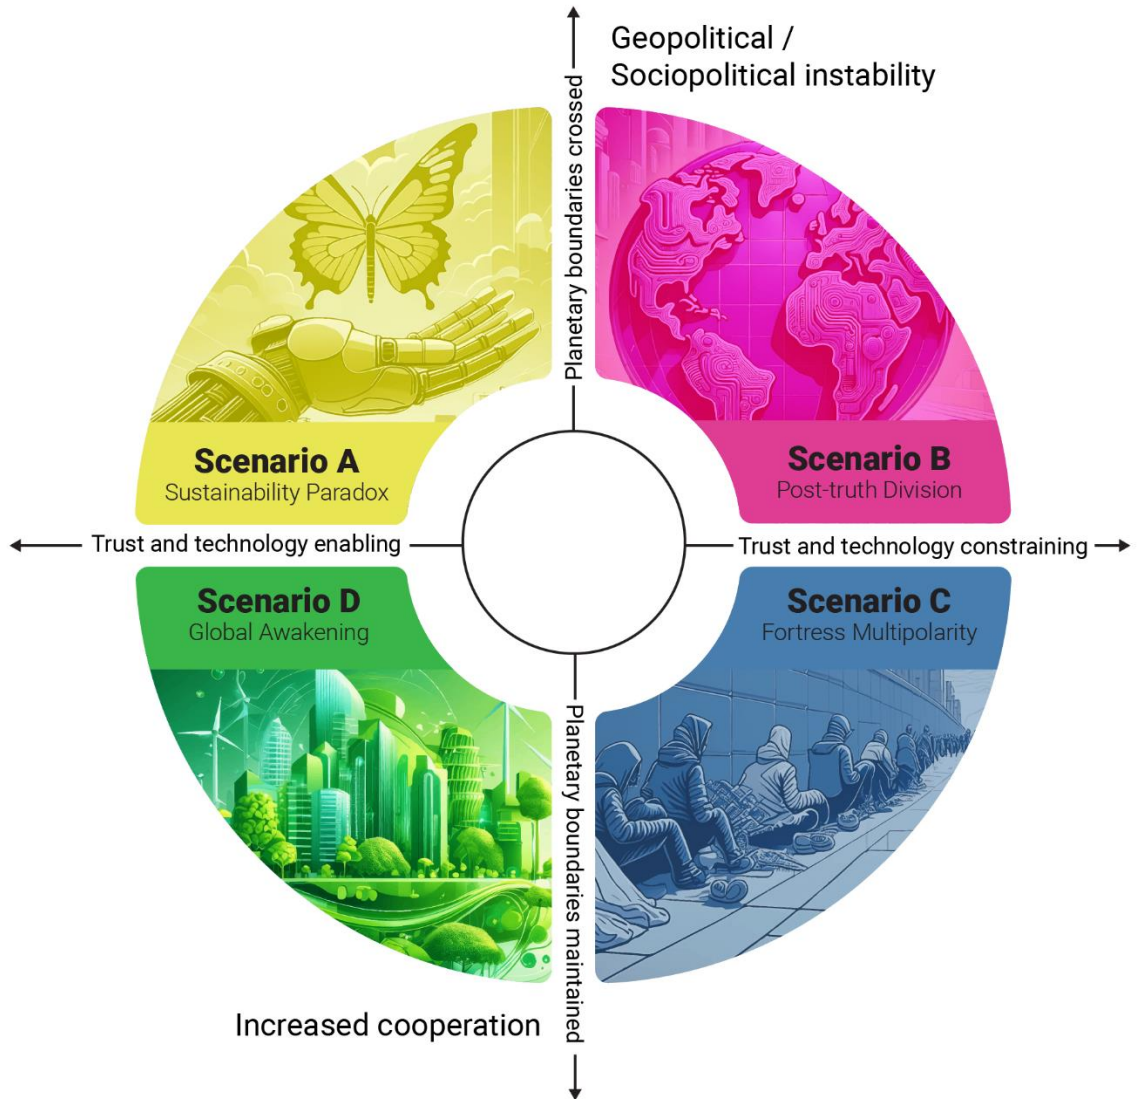 Geopolitical /
Sociopolitical instability
Planetary boundaries crossed
Scenario A
Sustainability Paradox
Scenario B
Post-truth Division
Trust and technology enabling
Trust and technology constraining
Scenario D
Global Awakening
Scenario C
Fortress Multipolarity
Planetary boundaries maintained
Increased cooperation